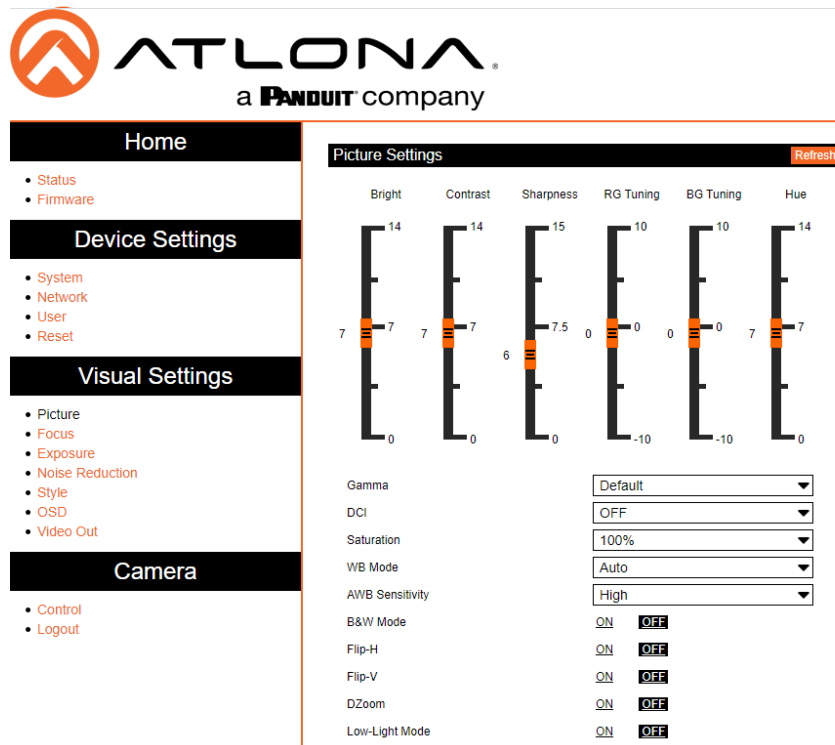 ATLONA®
a PANDUIT™ company
Home
Status
Firmware
Device Settings
System
Network
User
Reset
Visual Settings
Picture
Focus
Exposure
Noise Reduction
Style
OSD
Video Out
Camera
Control
Logout
Picture Settings Refresh
Bright Contrast Sharpness RG Tuning BG Tuning Hue
14 14 15 10 10 14
7 7 7 7 7.5 0 0 0 0 7 7
6
0 0 0 -10 -10 0
Gamma Default
DCI OFF
Saturation 100%
WB Mode Auto
AWB Sensitivity High
B&W Mode ON OFF
Flip-H ON OFF
Flip-V ON OFF
DZoom ON OFF
Low-Light Mode ON OFF